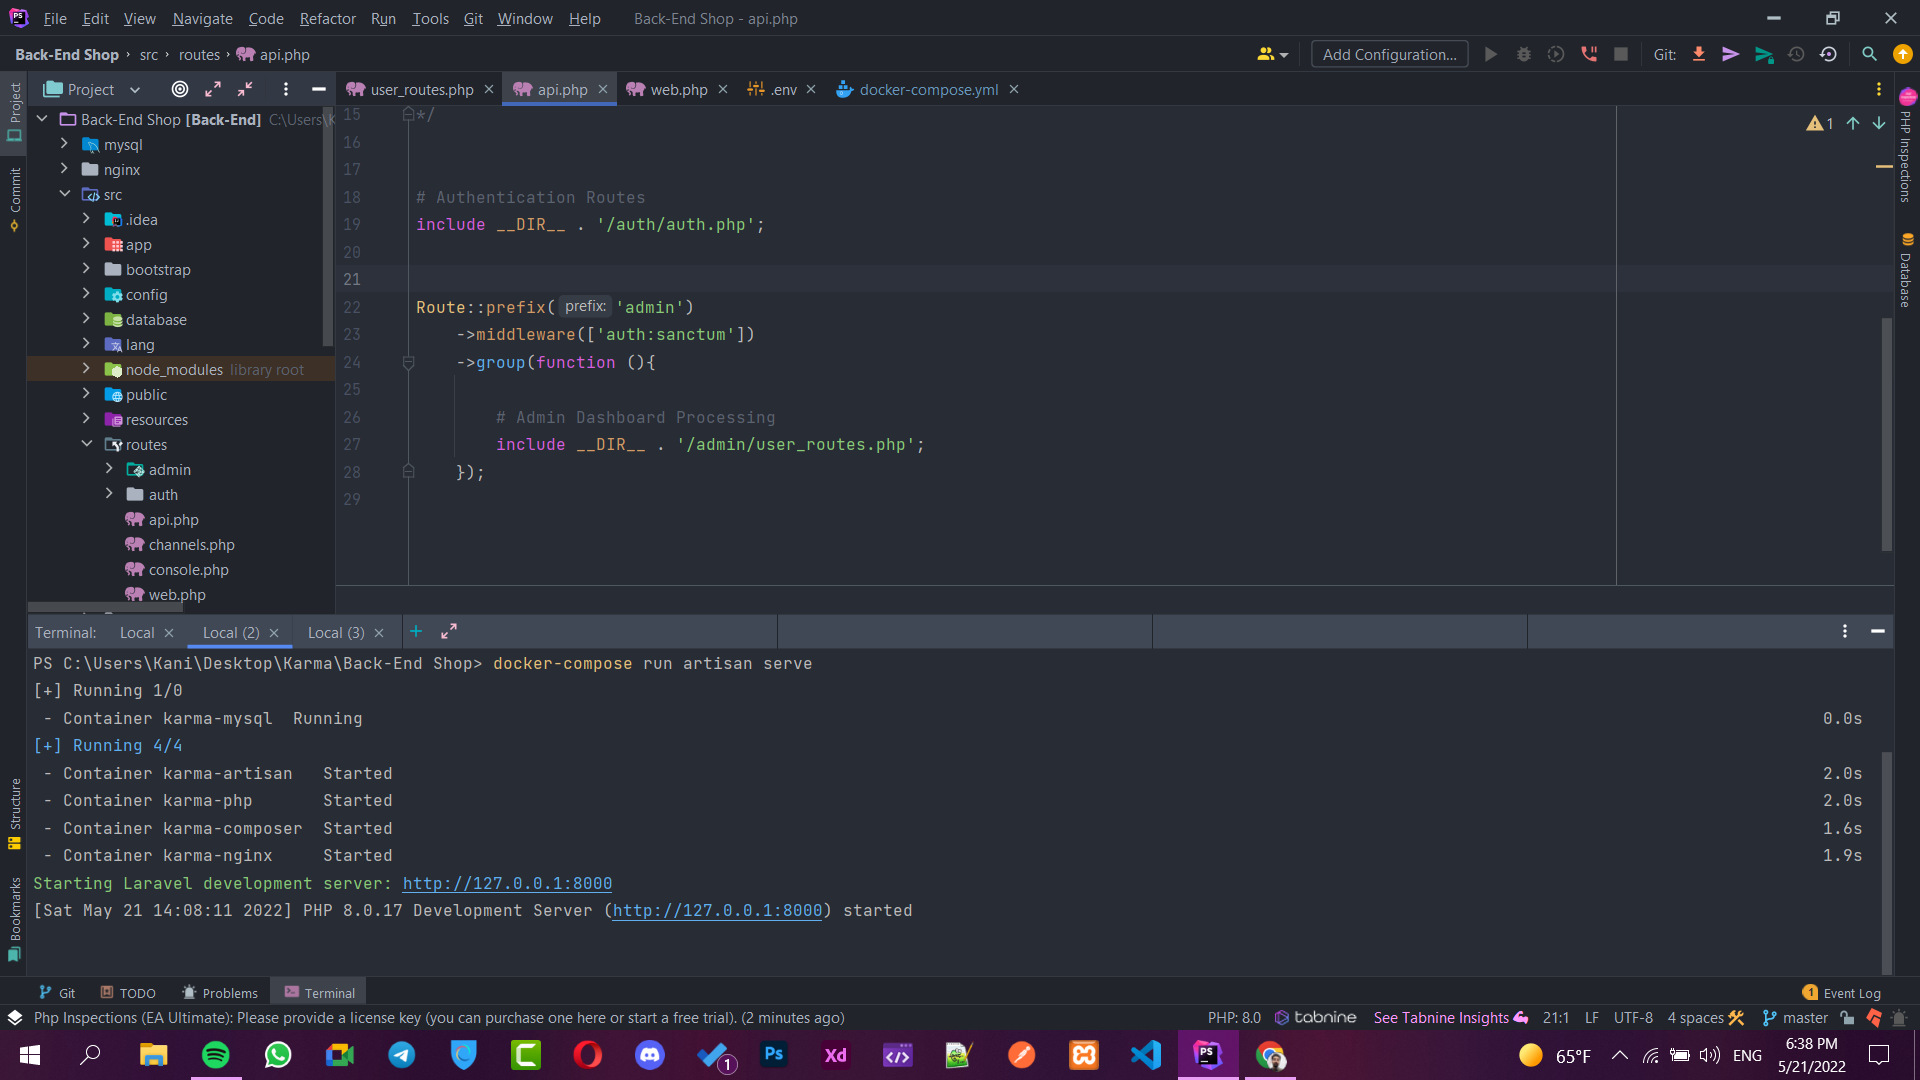 File Edit View Navigate Code Refactor Run Tools Git Window Help Back-End Shop - api.php
Back-End Shop › src › routes › api.php Add Configuration... Git:
Project user_routes.php api.php web.php .env docker-compose.yml
Project
Commit
Structure
Bookmarks
Back-End Shop [Back-End] C:\Users\K
mysql
nginx
src
.idea
app
bootstrap
config
database
lang
node_modules library root
public
resources
routes
admin
auth
api.php
channels.php
console.php
web.php
15 */
16
17
18 # Authentication Routes
19 include __DIR__ . '/auth/auth.php';
20
21
22 Route::prefix( prefix: 'admin')
23 ->middleware(['auth:sanctum'])
24 ->group(function (){
25
26 # Admin Dashboard Processing
27 include __DIR__ . '/admin/user_routes.php';
28 });
29
1
PHP Inspections
Database
Terminal: Local Local (2) Local (3)
PS C:\Users\Kani\Desktop\Karma\Back-End Shop> docker-compose run artisan serve
[+] Running 1/0
- Container karma-mysql Running 0.0s
[+] Running 4/4
- Container karma-artisan Started 2.0s
- Container karma-php Started 2.0s
- Container karma-composer Started 1.6s
- Container karma-nginx Started 1.9s
Starting Laravel development server: http://127.0.0.1:8000
[Sat May 21 14:08:11 2022] PHP 8.0.17 Development Server (http://127.0.0.1:8000) started
Git TODO Problems Terminal 1 Event Log
Php Inspections (EA Ultimate): Please provide a license key (you can purchase one here or start a free trial). (2 minutes ago) PHP: 8.0 tabnine See Tabnine Insights 21:1 LF UTF-8 4 spaces master
1 Ps Xd PS 65°F ENG 6:38 PM
5/21/2022